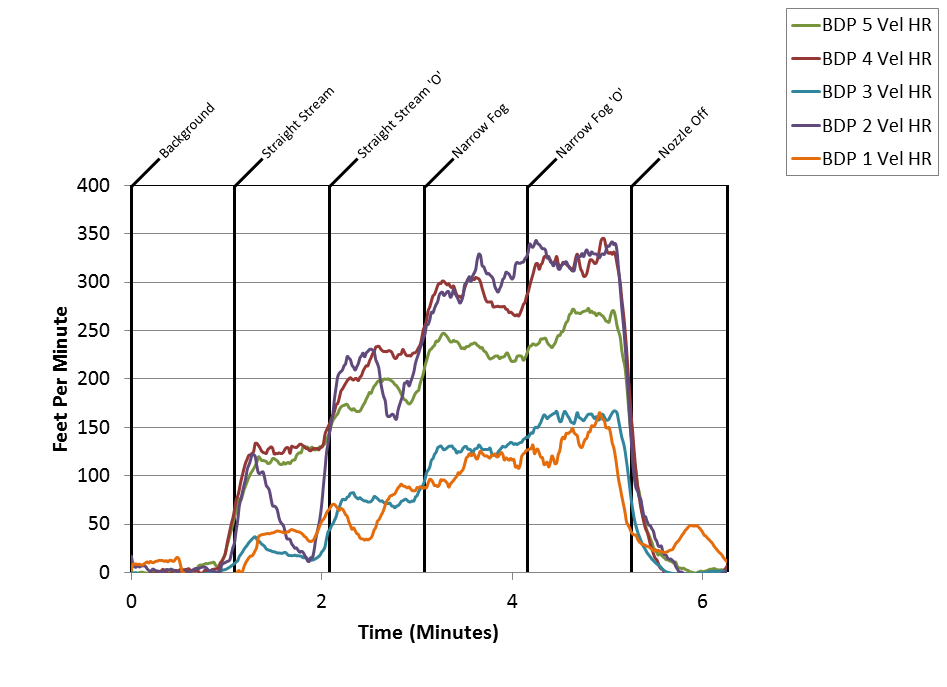 BDP 5 Vel HR
BDP 4 Vel HR
BDP 3 Vel HR
BDP 2 Vel HR
BDP 1 Vel HR
Background
Straight Stream
Straight Stream 'O'
Narrow Fog
Narrow Fog 'O'
Nozzle Off
400
350
300
250
200
150
100
50
0
Feet Per Minute
0 2 4 6
Time (Minutes)